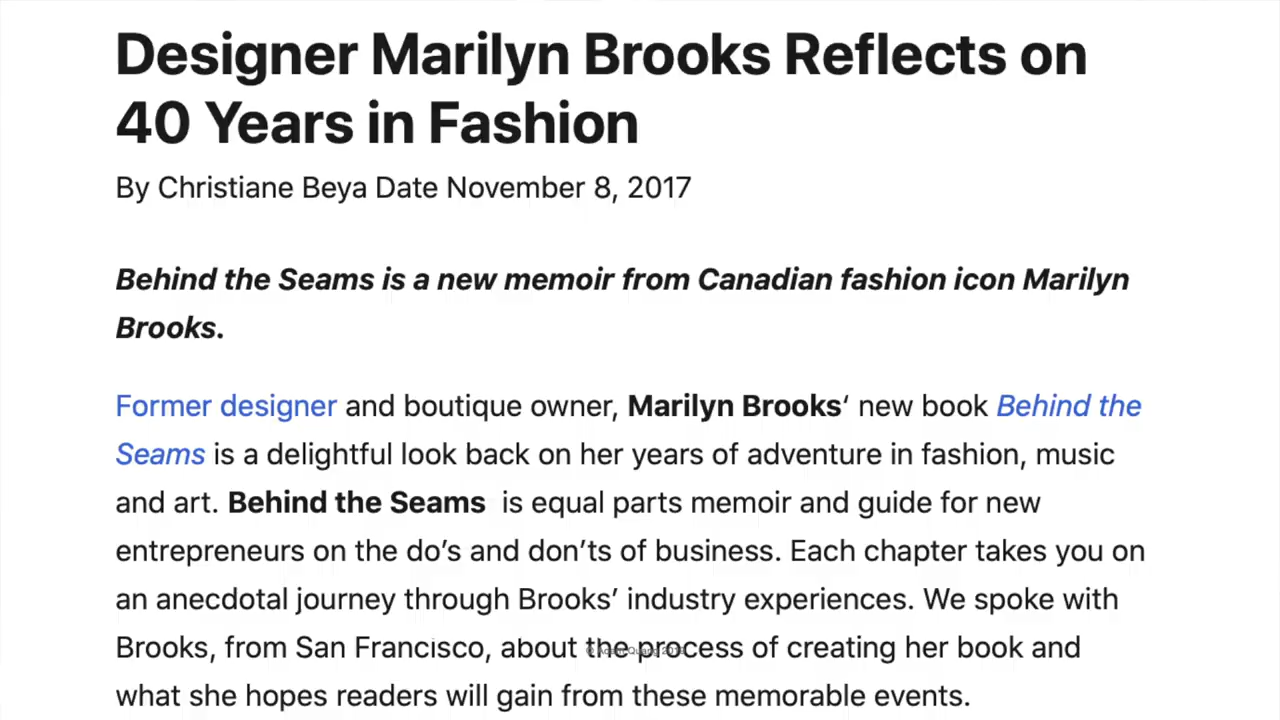 Designer Marilyn Brooks Reflects on
40 Years in Fashion
By Christiane Beya Date November 8, 2017
Behind the Seams is a new memoir from Canadian fashion icon Marilyn
Brooks.
Former designer and boutique owner, Marilyn Brooks‘ new book Behind the
Seams is a delightful look back on her years of adventure in fashion, music
and art. Behind the Seams is equal parts memoir and guide for new
entrepreneurs on the do’s and don’ts of business. Each chapter takes you on
an anecdotal journey through Brooks’ industry experiences. We spoke with
Brooks, from San Francisco, about the process of creating her book and
what she hopes readers will gain from these memorable events.